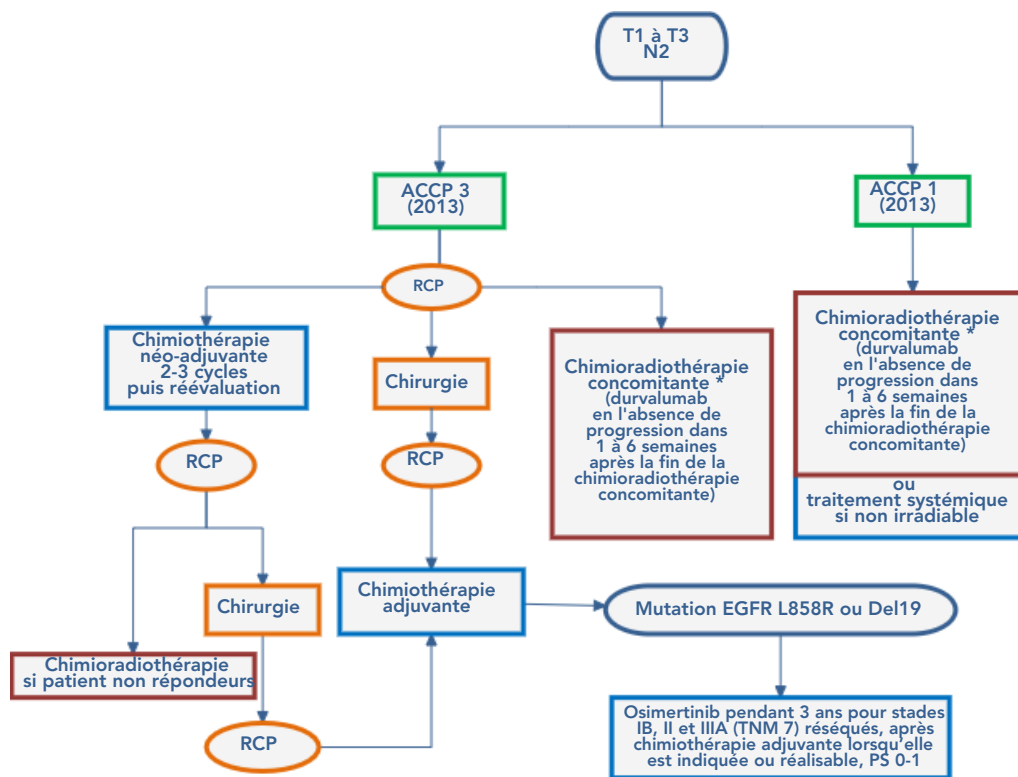 T1 à T3
N2
ACCP 3
(2013)
ACCP 1
(2013)
RCP
Chimiothérapie
néo-adjuvante
2-3 cycles
puis réévaluation
Chirurgie
Chimioradiothérapie
concomitante *
(durvalumab
en l'absence de
progression dans
1 à 6 semaines
après la fin de la
chimioradiothérapie
concomitante)
Chimioradiothérapie
concomitante *
(durvalumab
en l'absence de
progression dans
1 à 6 semaines
après la fin de la
chimioradiothérapie
concomitante)
ou
traitement systémique
si non irradiable
RCP
RCP
Chirurgie
Chimiothérapie
adjuvante
Mutation EGFR L858R ou Del19
Chimioradiothérapie
si patient non répondeurs
RCP
Osimertinib pendant 3 ans pour stades
IB, II et IIIA (TNM 7) réséqués, après
chimiothérapie adjuvante lorsqu'elle
est indiquée ou réalisable, PS 0-1